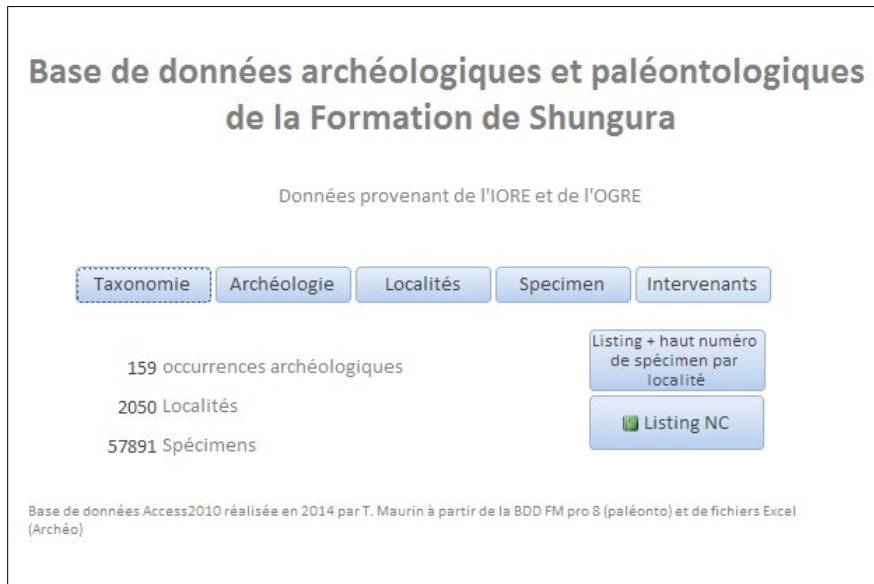 Base de données archéologiques et paléontologiques
de la Formation de Shungura
Données provenant de l'IORE et de l'OGRE
Taxonomie Archéologie Localités Specimen Intervenants
Listing + haut numéro
de spécimen par
localité
159 occurrences archéologiques
2050 Localités
Listing NC
57891 Spécimens
Base de données Access2010 réalisée en 2014 par T. Maurin à partir de la BDD FM pro 8 (paléonto) et de fichiers Excel
(Archéo)